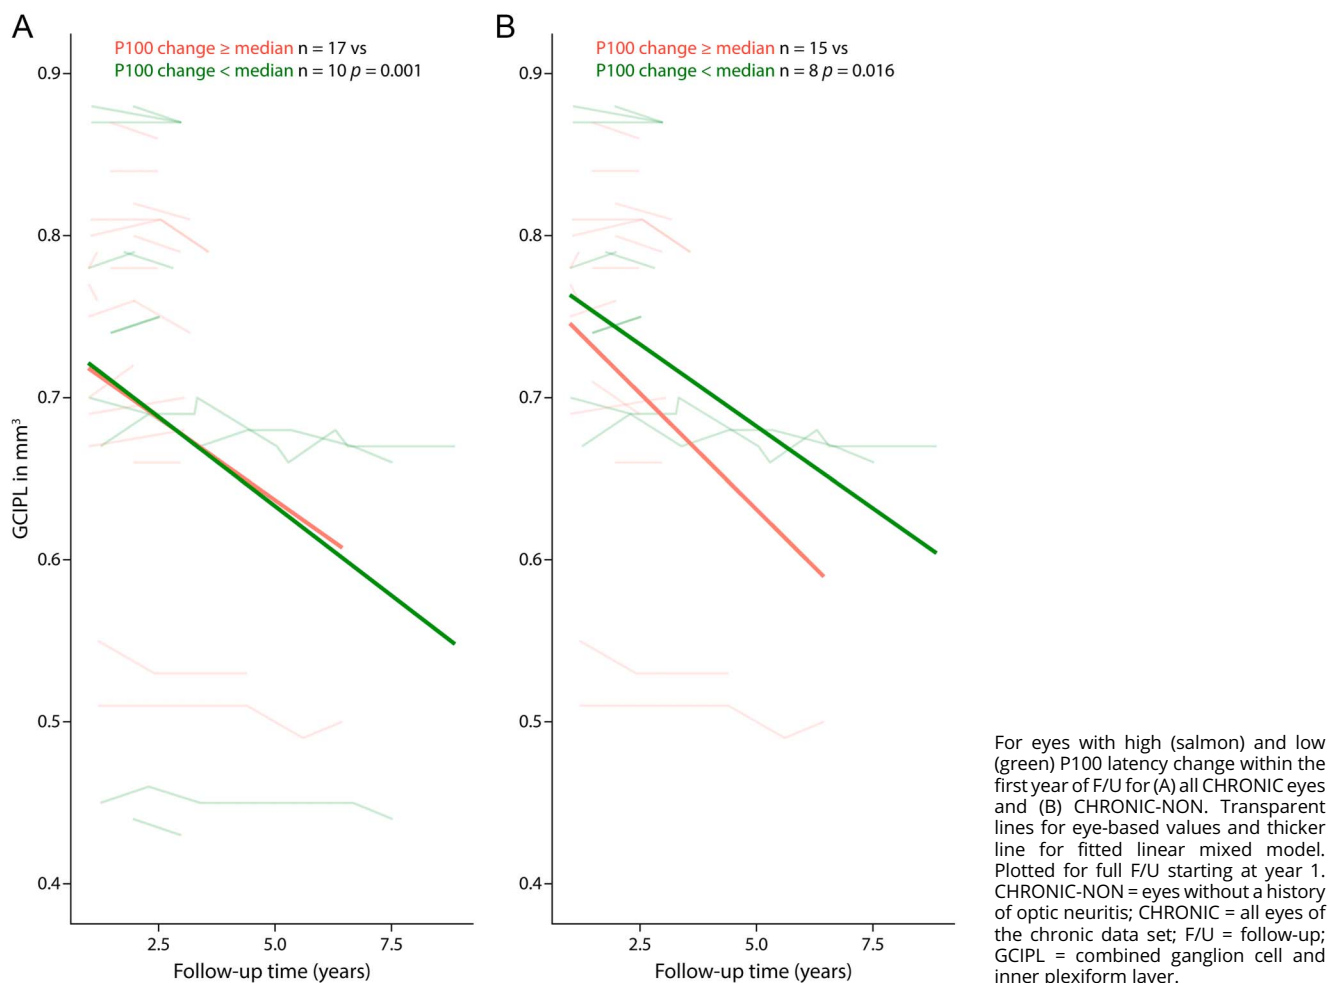 A
P100 change ≥ median n = 17 vs
P100 change < median n = 10 p = 0.001
0.9
0.8
0.7
0.6
0.5
0.4
GCIPL in mm³
2.5 5.0 7.5
Follow-up time (years)
B
P100 change ≥ median n = 15 vs
P100 change < median n = 8 p = 0.016
0.9
0.8
0.7
0.6
0.5
0.4
2.5 5.0 7.5
Follow-up time (years)
For eyes with high (salmon) and low
(green) P100 latency change within the
first year of F/U for (A) all CHRONIC eyes
and (B) CHRONIC-NON. Transparent
lines for eye-based values and thicker
line for fitted linear mixed model.
Plotted for full F/U starting at year 1.
CHRONIC-NON = eyes without a history
of optic neuritis; CHRONIC = all eyes of
the chronic data set; F/U = follow-up;
GCIPL = combined ganglion cell and
inner plexiform layer.